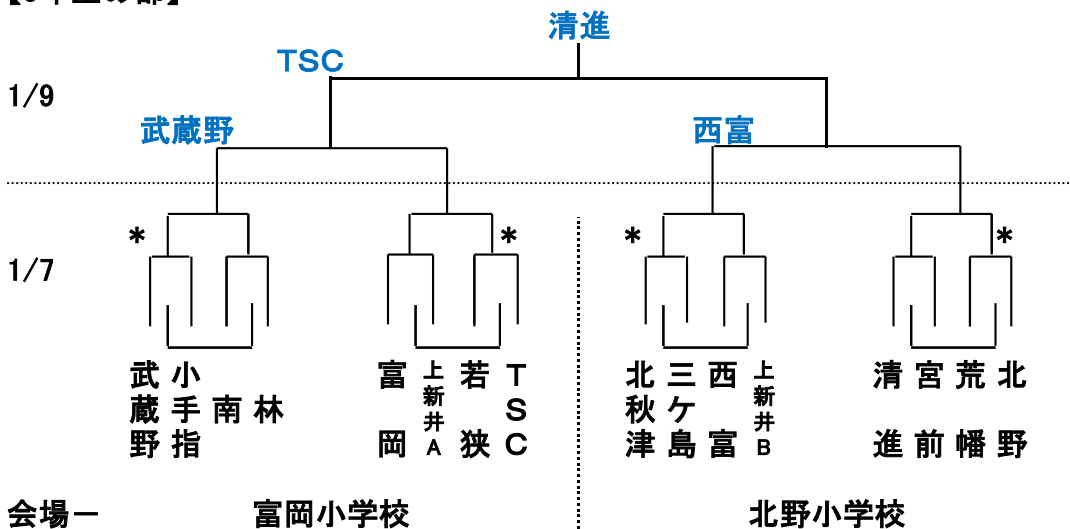 清進
TSC
1/9
武蔵野
西富
*
*
*
*
1/7
武蔵野
小手指
南
林
富岡
上新井A
若狭
TSC
北秋津
三ケ島
西富
上新井B
清進
宮前
荒幡
北野
会場ー
富岡小学校
北野小学校